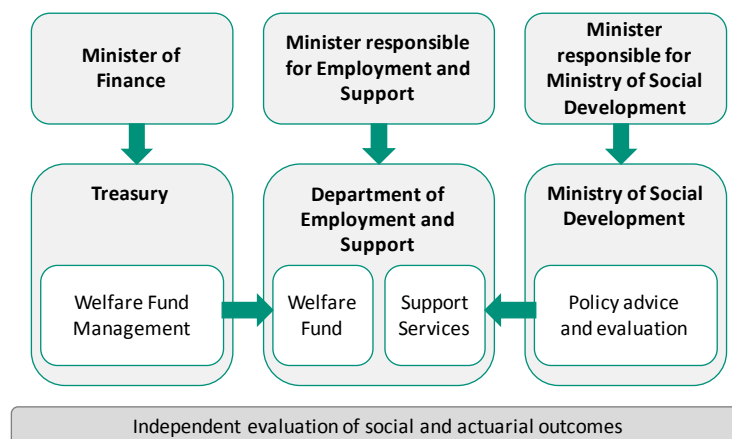 Minister of
Finance
Minister responsible
for Employment and
Support
Minister
responsible for
Ministry of Social
Development
Treasury
Department of
Employment and
Support
Ministry of Social
Development
Welfare Fund
Management
Welfare
Fund
Support
Services
Policy advice
and evaluation
Independent evaluation of social and actuarial outcomes